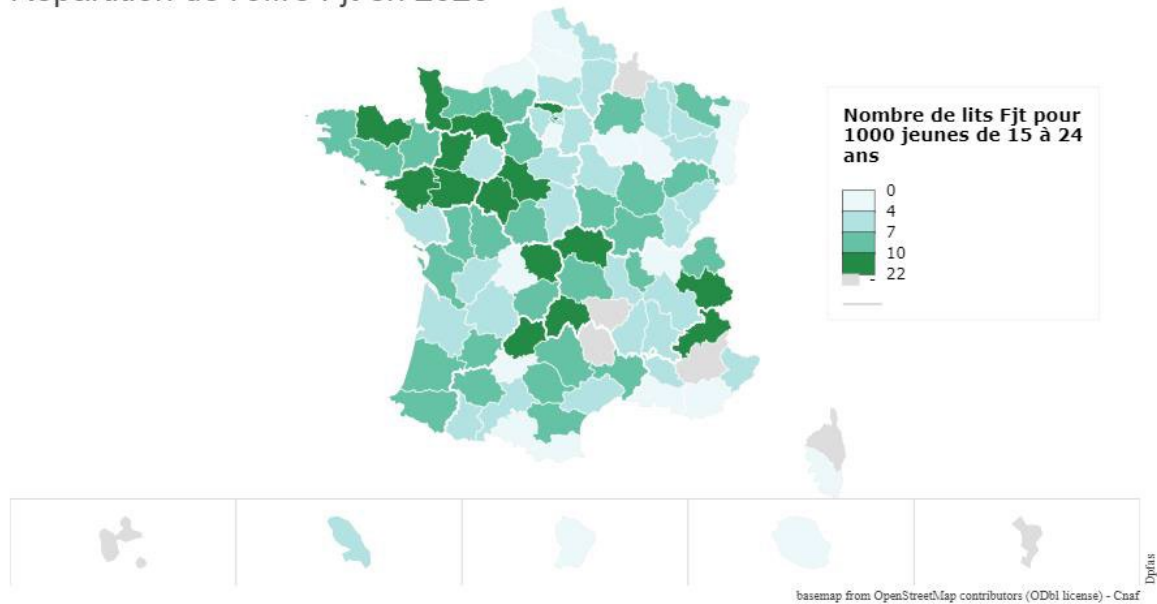 Nombre de lits Fjt pour
1000 jeunes de 15 à 24
ans
0
4
7
10
22
-
Dpfas
basemap from OpenStreetMap contributors (ODbl license) - Cnaf